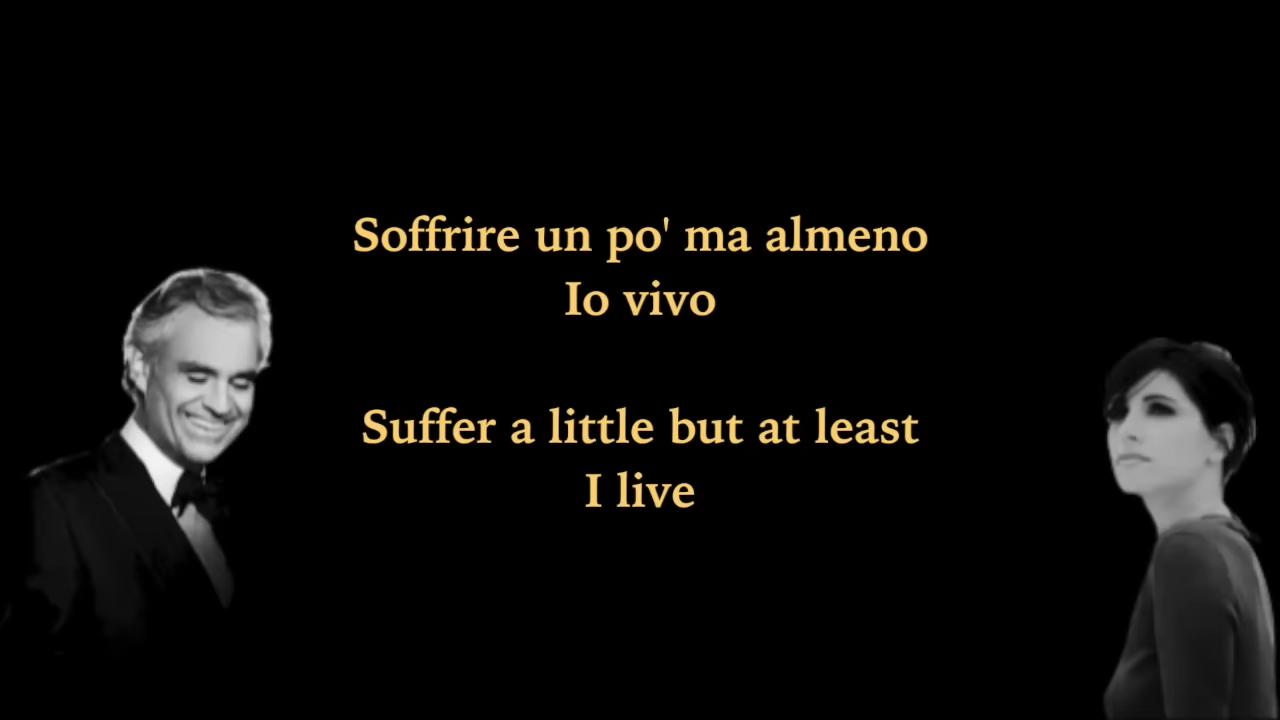 Soffrire un po' ma almeno
Io vivo
Suffer a little but at least
I live